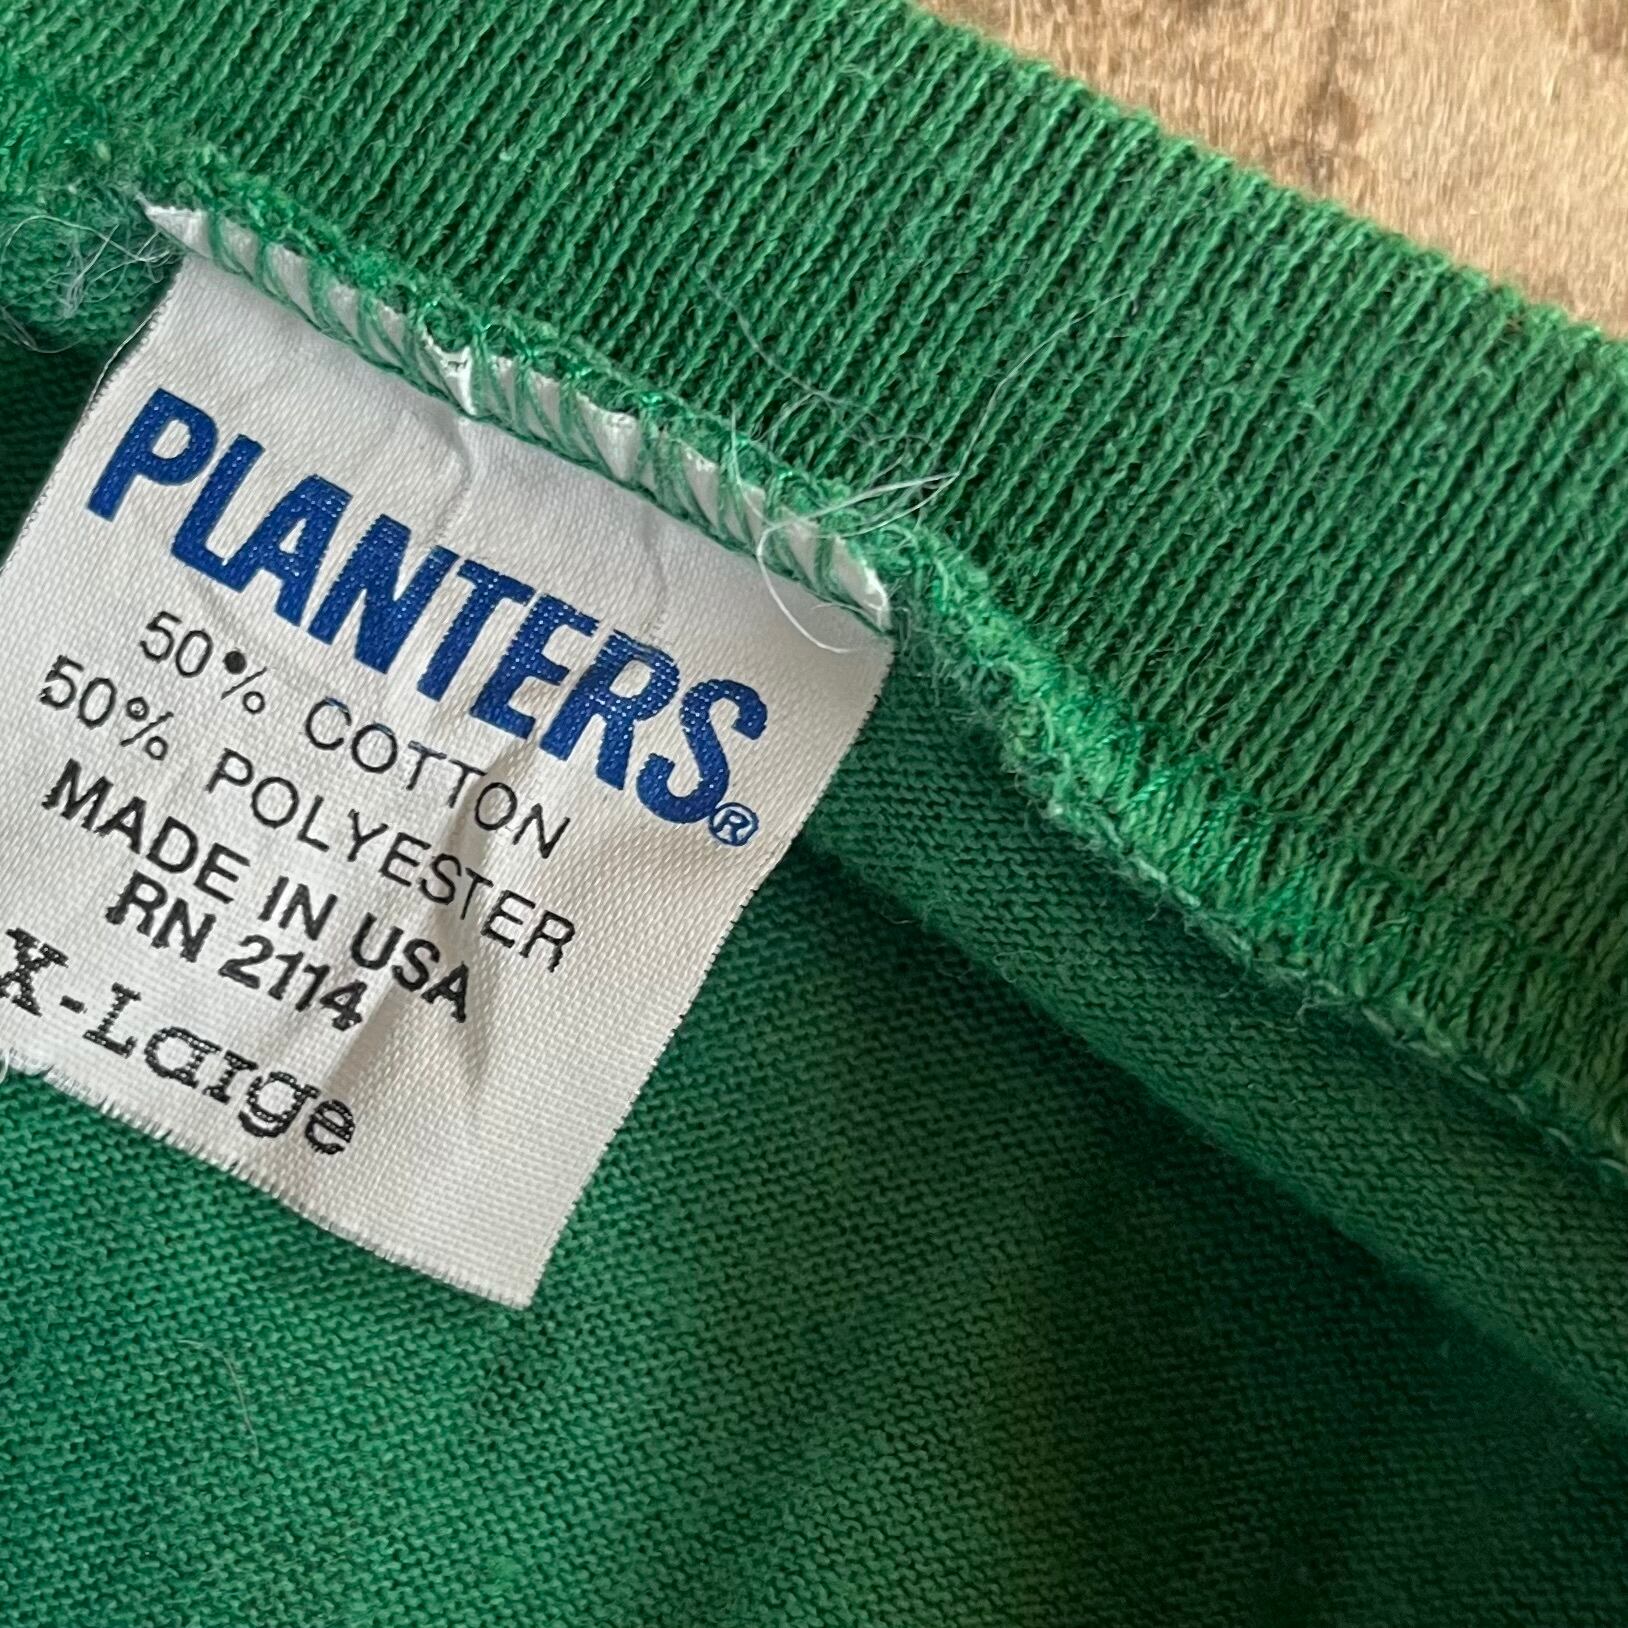 PLANTERS®
50% COTTON
50% POLYESTER
MADE IN USA
RN 2114
X-Large